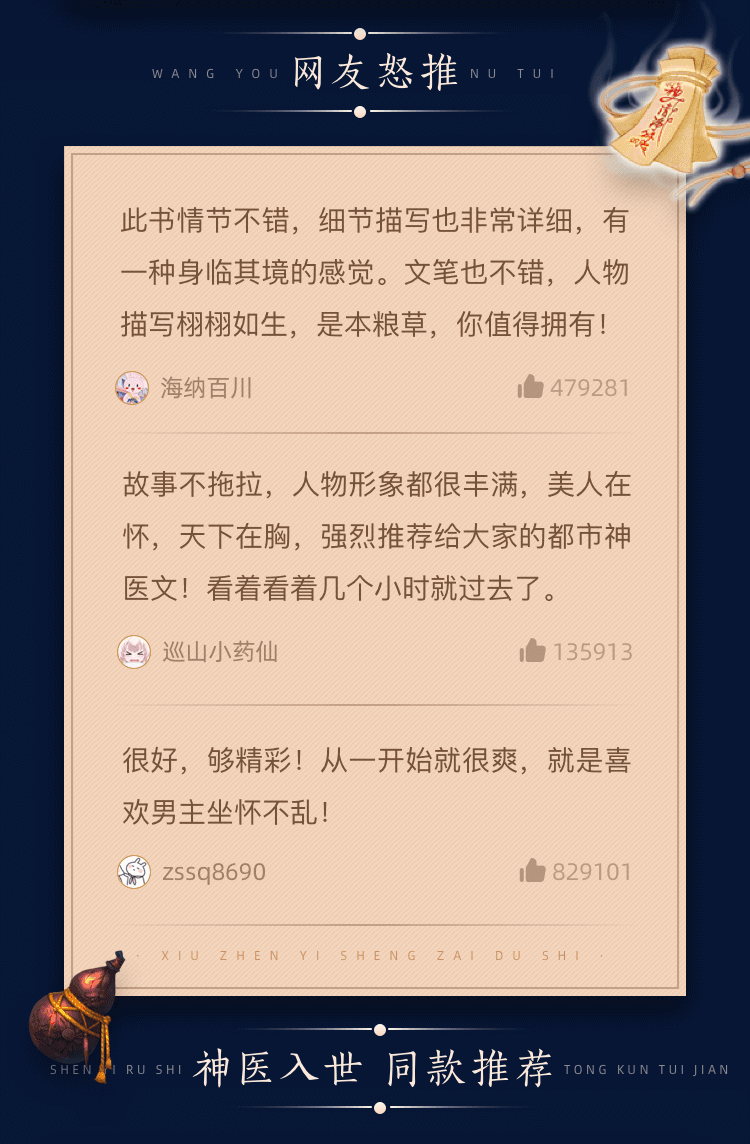 WANG YOU 网友怒推 NU TUI
此书情节不错，细节描写也非常详细，有
一种身临其境的感觉。文笔也不错，人物
描写栩栩如生，是本粮草，你值得拥有！
海纳百川 479281
故事不拖拉，人物形象都很丰满，美人在
怀，天下在胸，强烈推荐给大家的都市神
医文！看着看着几个小时就过去了。
巡山小药仙 135913
很好，够精彩！从一开始就很爽，就是喜
欢男主坐怀不乱！
zssq8690 829101
· XIU ZHEN YI SHENG ZAI DU SHI ·
SHEN YI RU SHI 神医入世 同款推荐 TONG KUN TUI JIAN